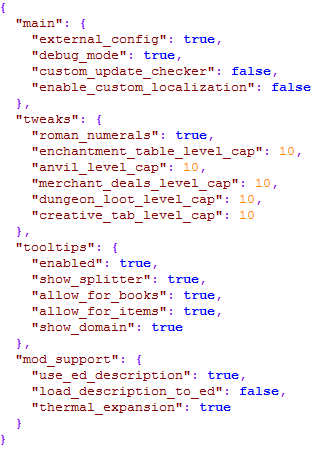 {
  "main": {
    "external_config": true,
    "debug_mode": true,
    "custom_update_checker": false,
    "enable_custom_localization": false
  },
  "tweaks": {
    "roman_numerals": true,
    "enchantment_table_level_cap": 10,
    "anvil_level_cap": 10,
    "merchant_deals_level_cap": 10,
    "dungeon_loot_level_cap": 10,
    "creative_tab_level_cap": 10
  },
  "tooltips": {
    "enabled": true,
    "show_splitter": true,
    "allow_for_books": true,
    "allow_for_items": true,
    "show_domain": true
  },
  "mod_support": {
    "use_ed_description": true,
    "load_description_to_ed": false,
    "thermal_expansion": true
  }
}